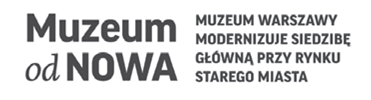 Muzeum
od NOWA
MUZEUM WARSZAWY
MODERNIZUJE SIEDZIBĘ
GŁÓWNĄ PRZY RYNKU
STAREGO MIASTA